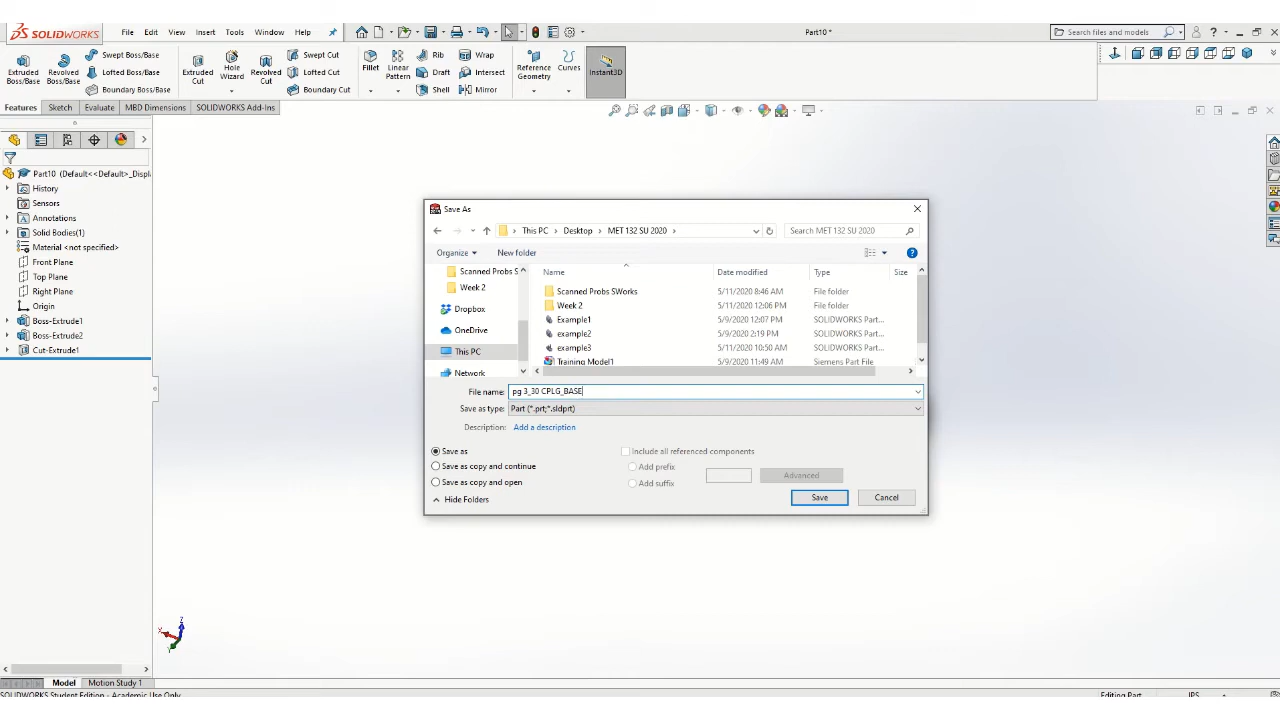 SOLIDWORKS File Edit View Insert Tools Window Help Part10 * Search files and models
Extruded Boss/Base
Revolved Boss/Base
Swept Boss/Base
Lofted Boss/Base
Boundary Boss/Base
Extruded Cut
Hole Wizard
Revolved Cut
Swept Cut
Lofted Cut
Boundary Cut
Fillet
Linear Pattern
Rib
Draft
Shell
Wrap
Intersect
Mirror
Reference Geometry
Curves
Instant3D
Features Sketch Evaluate MBD Dimensions SOLIDWORKS Add-Ins
Part10 (Default<<Default>_Displa
History
Sensors
Annotations
Solid Bodies(1)
Material <not specified>
Front Plane
Top Plane
Right Plane
Origin
Boss-Extrude1
Boss-Extrude2
Cut-Extrude1
Save As
This PC > Desktop > MET 132 SU 2020 > Search MET 132 SU 2020
Organize New folder
Scanned Probs S
Week 2
Dropbox
OneDrive
This PC
Network
Name Date modified Type Size
Scanned Probs SWorks 5/11/2020 8:46 AM File folder
Week 2 5/11/2020 12:06 PM File folder
Example1 5/9/2020 12:07 PM SOLIDWORKS Part...
example2 5/9/2020 2:19 PM SOLIDWORKS Part...
example3 5/11/2020 10:50 AM SOLIDWORKS Part...
Training Model1 5/9/2020 11:49 AM Siemens Part File
File name: pg 3_30 CPLG_BASE
Save as type: Part (*.prt;*.sldprt)
Description: Add a description
Save as
Save as copy and continue
Save as copy and open
Include all referenced components
Add prefix
Add suffix
Advanced
Hide Folders
Save Cancel
Model Motion Study 1
SOLIDWORKS Student Edition - Academic Use Only Editing Part IPS